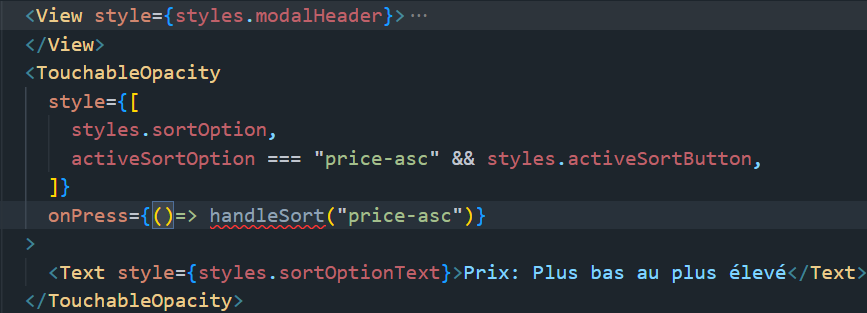 <View style={styles.modalHeader}>···
</View>
<TouchableOpacity
style={[
styles.sortOption,
activeSortOption === "price-asc" && styles.activeSortButton,
]}
onPress={()=> handleSort("price-asc")}
>
<Text style={styles.sortOptionText}>Prix: Plus bas au plus élevé</Text>
</TouchableOpacity>